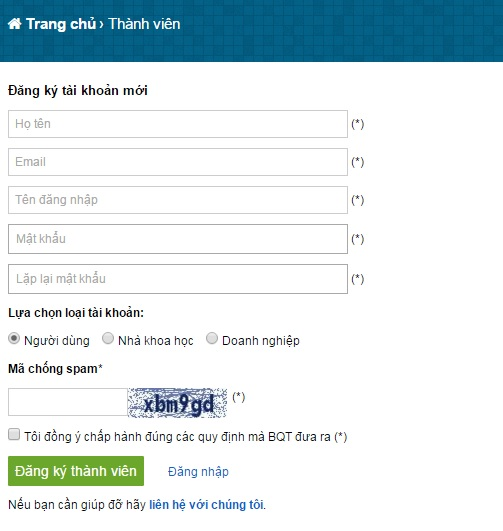 Trang chủ › Thành viên
Đăng ký tài khoản mới
Họ tên (*)
Email (*)
Tên đăng nhập (*)
Mật khẩu (*)
Lặp lại mật khẩu (*)
Lựa chọn loại tài khoản:
Người dùng Nhà khoa học Doanh nghiệp
Mã chống spam*
xbm9gd (*)
Tôi đồng ý chấp hành đúng các quy định mà BQT đưa ra (*)
Đăng ký thành viên Đăng nhập
Nếu bạn cần giúp đỡ hãy liên hệ với chúng tôi.